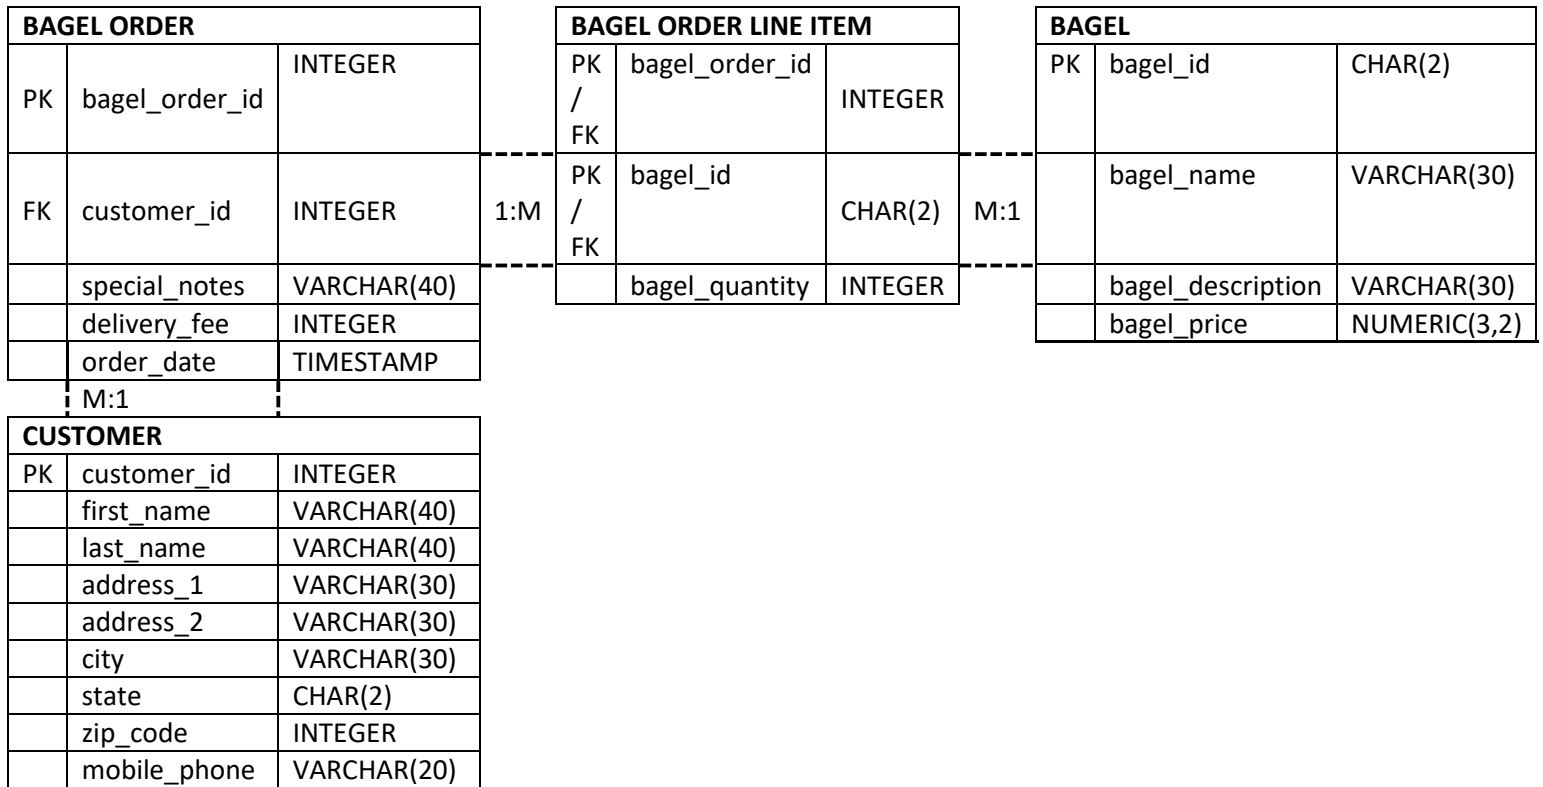 BAGEL ORDER
PK bagel_order_id INTEGER
FK customer_id INTEGER
special_notes VARCHAR(40)
delivery_fee INTEGER
order_date TIMESTAMP
1:M
BAGEL ORDER LINE ITEM
PK / FK bagel_order_id INTEGER
PK / FK bagel_id CHAR(2)
bagel_quantity INTEGER
M:1
BAGEL
PK bagel_id CHAR(2)
bagel_name VARCHAR(30)
bagel_description VARCHAR(30)
bagel_price NUMERIC(3,2)
M:1
CUSTOMER
PK customer_id INTEGER
first_name VARCHAR(40)
last_name VARCHAR(40)
address_1 VARCHAR(30)
address_2 VARCHAR(30)
city VARCHAR(30)
state CHAR(2)
zip_code INTEGER
mobile_phone VARCHAR(20)